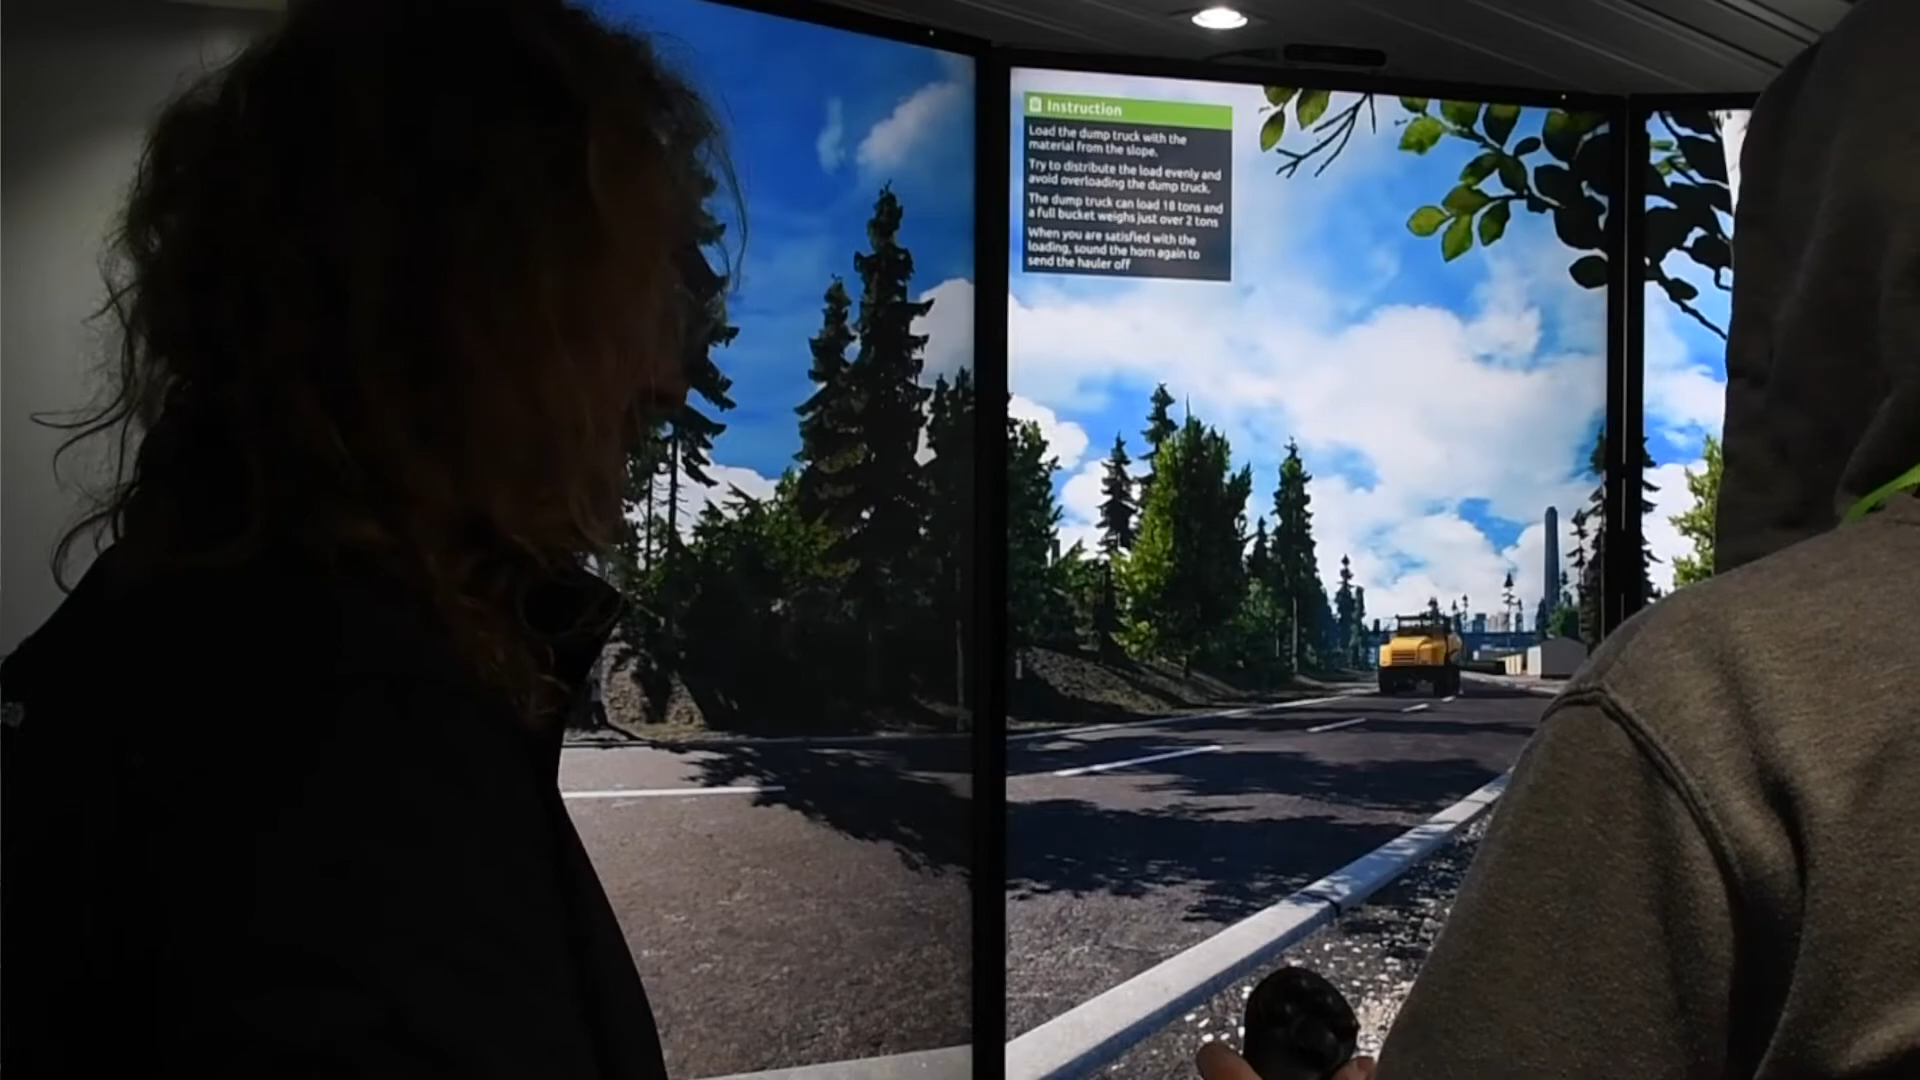 Instruction
Load the dump truck with the
material from the slope.
Try to distribute the load evenly and
avoid overloading the dump truck.
The dump truck can load 18 tons and
a full bucket weighs just over 2 tons
When you are satisfied with the
loading, sound the horn again to
send the hauler off